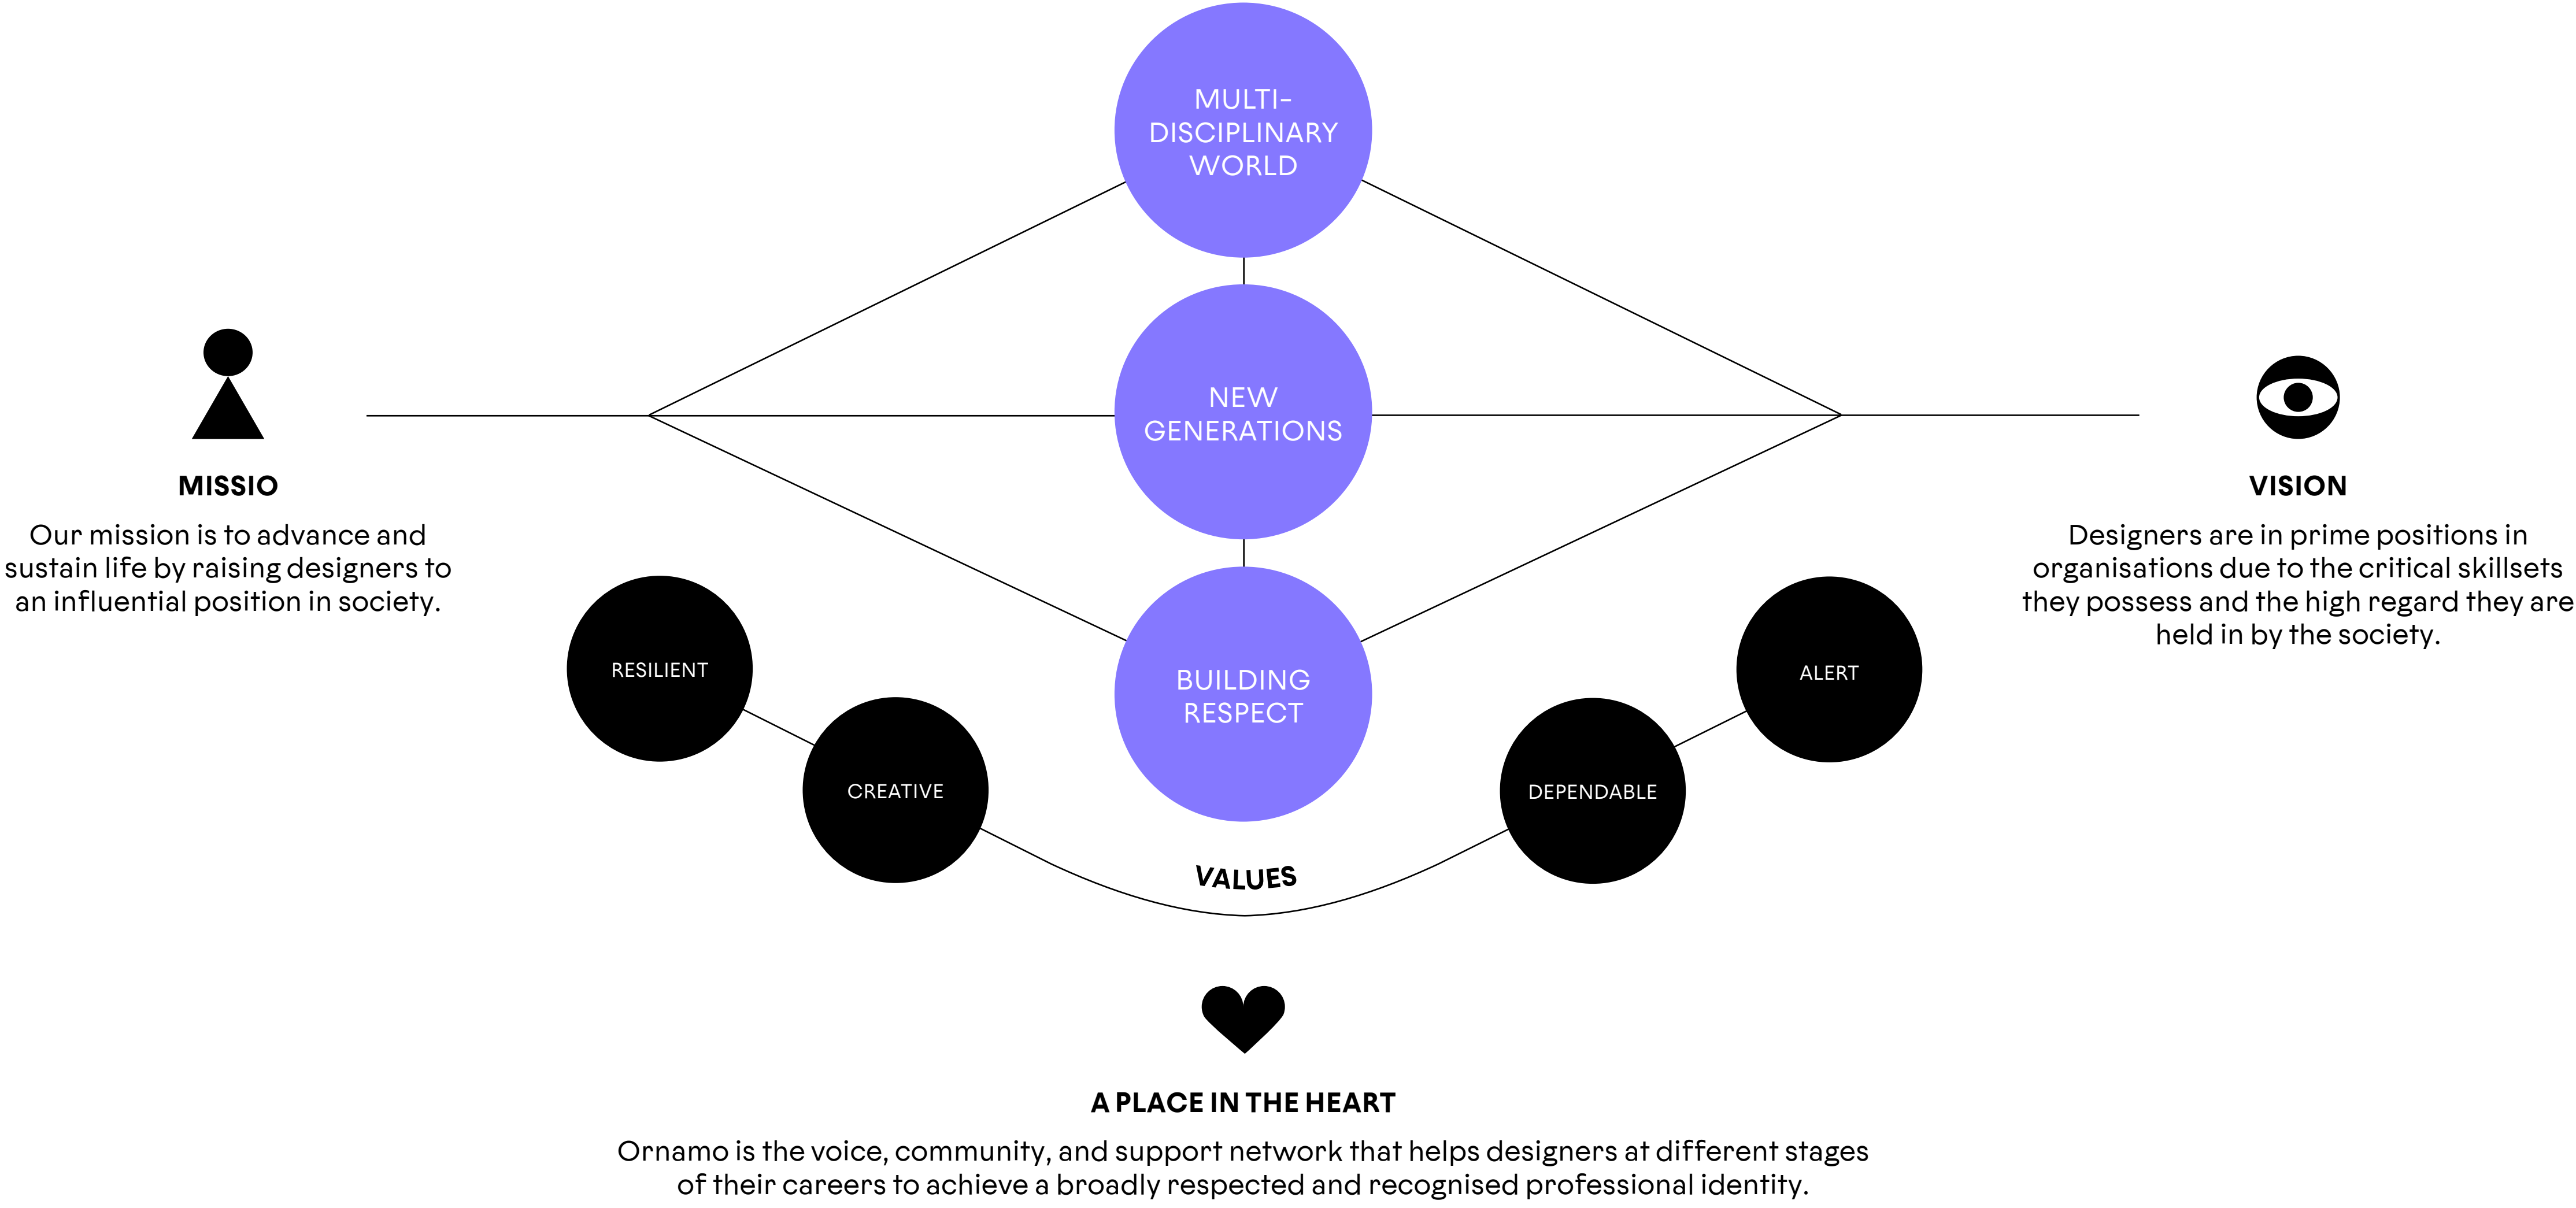 MULTI-
DISCIPLINARY
WORLD
NEW
GENERATIONS
BUILDING
RESPECT
MISSIO
Our mission is to advance and
sustain life by raising designers to
an influential position in society.
VISION
Designers are in prime positions in
organisations due to the critical skillsets
they possess and the high regard they are
held in by the society.
RESILIENT
CREATIVE
DEPENDABLE
ALERT
VALUES
A PLACE IN THE HEART
Ornamo is the voice, community, and support network that helps designers at different stages
of their careers to achieve a broadly respected and recognised professional identity.